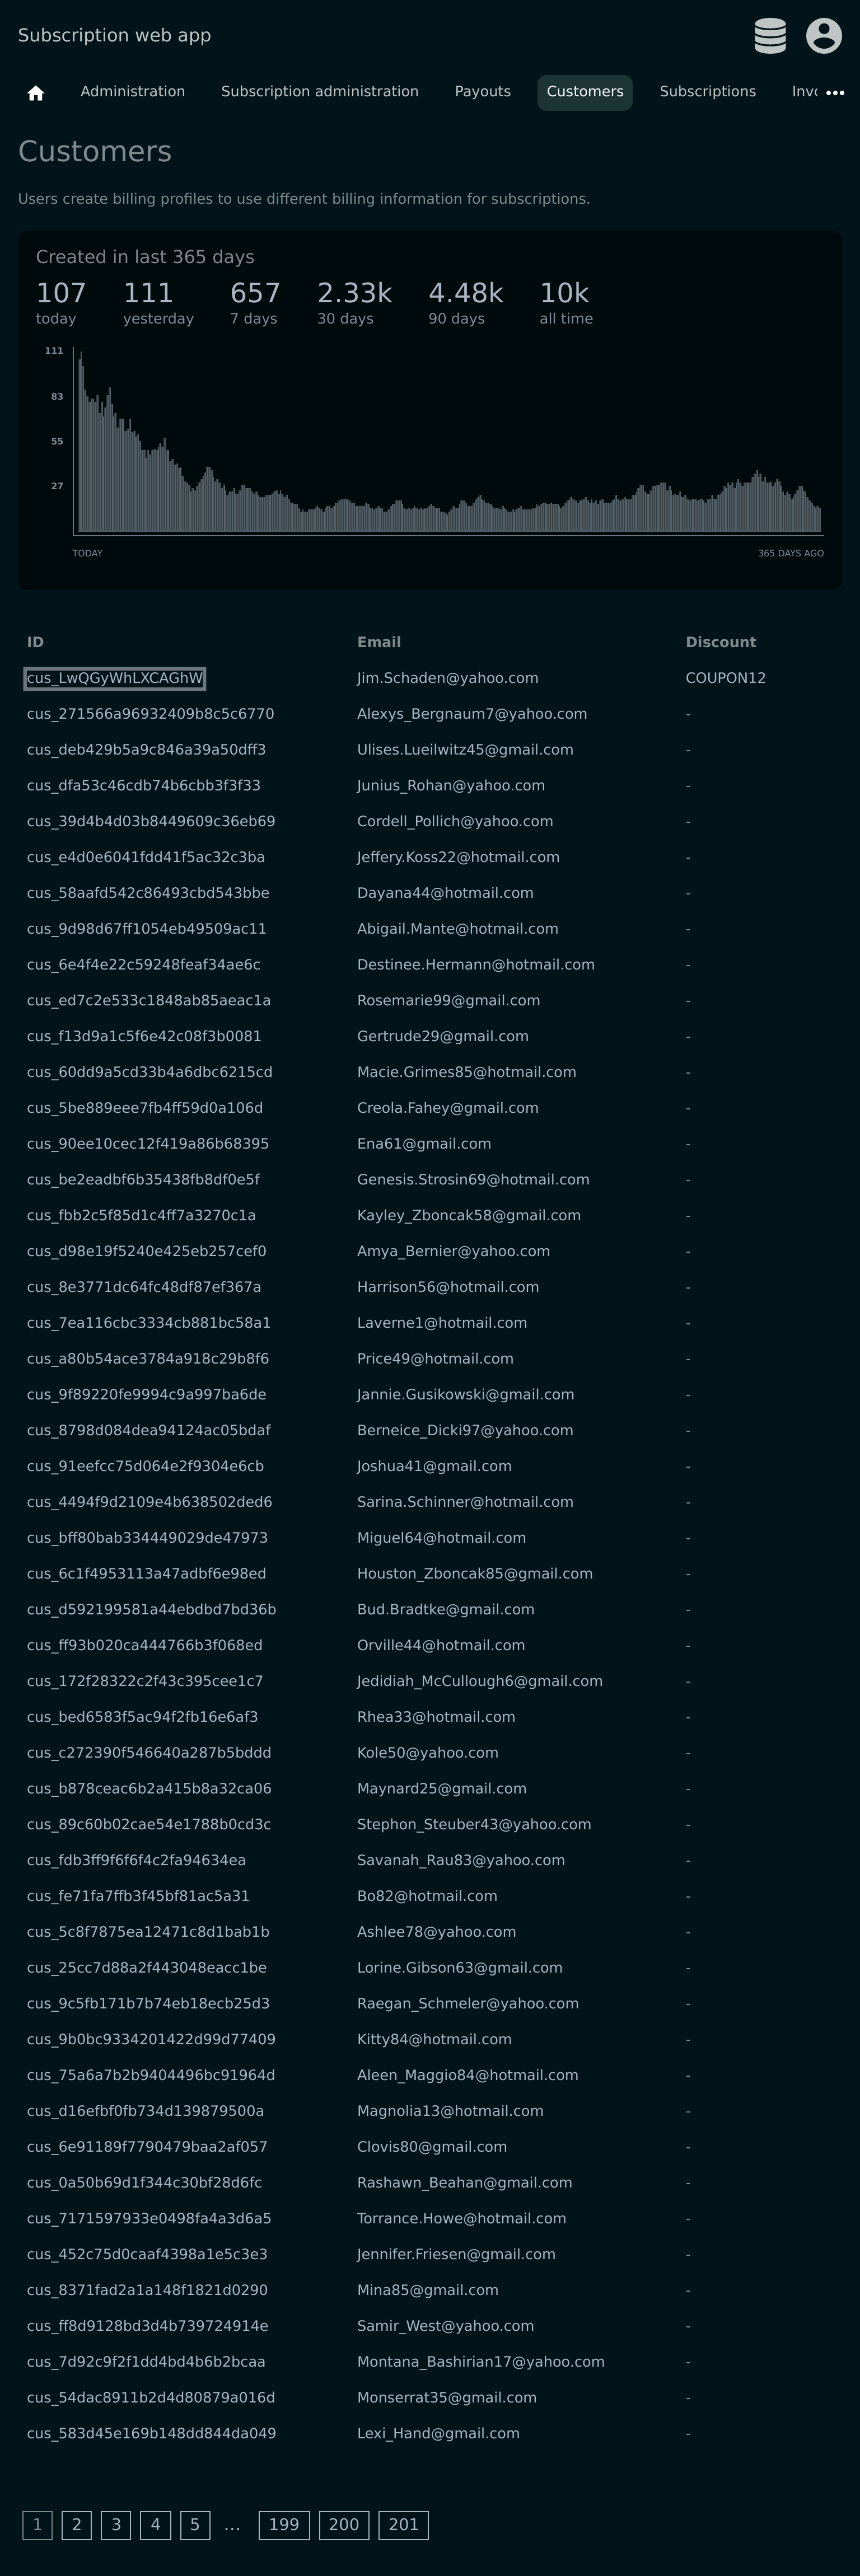 Subscription web app
Administration Subscription administration Payouts Customers Subscriptions
Customers
Users create billing profiles to use different billing information for subscriptions.
Created in last 365 days
107 111 657 2.33k 4.48k 10k
today yesterday 7 days 30 days 90 days all time
111
83
55
27
TODAY 365 DAYS AGO
ID Email Discount
cus_LwQGyWhLXCAGhW Jim.Schaden@yahoo.com COUPON12
cus_271566a96932409b8c5c6770 Alexys_Bergnaum7@yahoo.com -
cus_deb429b5a9c846a39a50dff3 Ulises.Lueilwitz45@gmail.com -
cus_dfa53c46cdb74b6cbb3f3f33 Junius_Rohan@yahoo.com -
cus_39d4b4d03b8449609c36eb69 Cordell_Pollich@yahoo.com -
cus_e4d0e6041fdd41f5ac32c3ba Jeffery.Koss22@hotmail.com -
cus_58aafd542c86493cbd543bbe Dayana44@hotmail.com -
cus_9d98d67ff1054eb49509ac11 Abigail.Mante@hotmail.com -
cus_6e4f4e22c59248feaf34ae6c Destinee.Hermann@hotmail.com -
cus_ed7c2e533c1848ab85aeac1a Rosemarie99@gmail.com -
cus_f13d9a1c5f6e42c08f3b0081 Gertrude29@gmail.com -
cus_60dd9a5cd33b4a6dbc6215cd Macie.Grimes85@hotmail.com -
cus_5be889eee7fb4ff59d0a106d Creola.Fahey@gmail.com -
cus_90ee10cec12f419a86b68395 Ena61@gmail.com -
cus_be2eadbf6b35438fb8df0e5f Genesis.Strosin69@hotmail.com -
cus_fbb2c5f85d1c4ff7a3270c1a Kayley_Zboncak58@gmail.com -
cus_d98e19f5240e425eb257cef0 Amya_Bernier@yahoo.com -
cus_8e3771dc64fc48df87ef367a Harrison56@hotmail.com -
cus_7ea116cbc3334cb881bc58a1 Laverne1@hotmail.com -
cus_a80b54ace3784a918c29b8f6 Price49@hotmail.com -
cus_9f89220fe9994c9a997ba6de Jannie.Gusikowski@gmail.com -
cus_8798d084dea94124ac05bdaf Berneice_Dicki97@yahoo.com -
cus_91eefcc75d064e2f9304e6cb Joshua41@gmail.com -
cus_4494f9d2109e4b638502ded6 Sarina.Schinner@hotmail.com -
cus_bff80bab334449029de47973 Miguel64@hotmail.com -
cus_6c1f4953113a47adbf6e98ed Houston_Zboncak85@gmail.com -
cus_d592199581a44ebdbd7bd36b Bud.Bradtke@gmail.com -
cus_ff93b020ca444766b3f068ed Orville44@hotmail.com -
cus_172f28322c2f43c395cee1c7 Jedidiah_McCullough6@gmail.com -
cus_bed6583f5ac94f2fb16e6af3 Rhea33@hotmail.com -
cus_c272390f546640a287b5bddd Kole50@yahoo.com -
cus_b878ceac6b2a415b8a32ca06 Maynard25@gmail.com -
cus_89c60b02cae54e1788b0cd3c Stephon_Steuber43@yahoo.com -
cus_fdb3ff9f6f6f4c2fa94634ea Savanah_Rau83@yahoo.com -
cus_fe71fa7ffb3f45bf81ac5a31 Bo82@hotmail.com -
cus_5c8f7875ea12471c8d1bab1b Ashlee78@yahoo.com -
cus_25cc7d88a2f443048eacc1be Lorine.Gibson63@gmail.com -
cus_9c5fb171b7b74eb18ecb25d3 Raegan_Schmeler@yahoo.com -
cus_9b0bc9334201422d99d77409 Kitty84@hotmail.com -
cus_75a6a7b2b9404496bc91964d Aleen_Maggio84@hotmail.com -
cus_d16efbf0fb734d139879500a Magnolia13@hotmail.com -
cus_6e91189f7790479baa2af057 Clovis80@gmail.com -
cus_0a50b69d1f344c30bf28d6fc Rashawn_Beahan@gmail.com -
cus_7171597933e0498fa4a3d6a5 Torrance.Howe@hotmail.com -
cus_452c75d0caaf4398a1e5c3e3 Jennifer.Friesen@gmail.com -
cus_8371fad2a1a148f1821d0290 Mina85@gmail.com -
cus_ff8d9128bd3d4b739724914e Samir_West@yahoo.com -
cus_7d92c9f2f1dd4bd4b6b2bcaa Montana_Bashirian17@yahoo.com -
cus_54dac8911b2d4d80879a016d Monserrat35@gmail.com -
cus_583d45e169b148dd844da049 Lexi_Hand@gmail.com -
1 2 3 4 5 ... 199 200 201